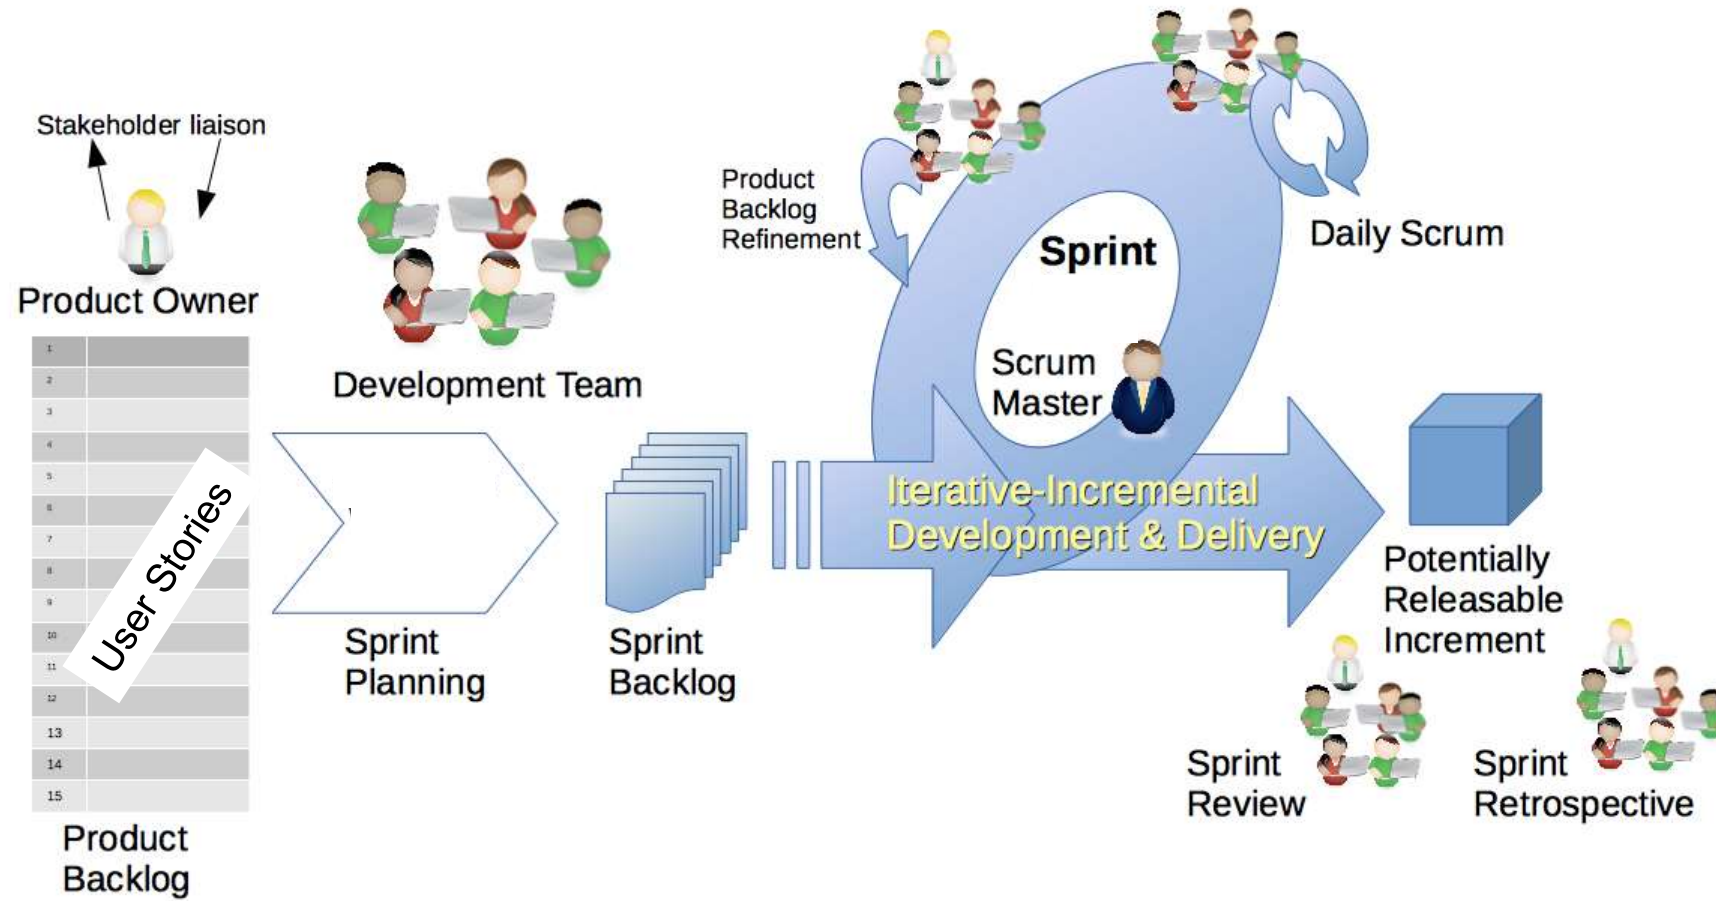 Stakeholder liaison
Product Owner
1
2
3
4
5
6
7
8
9
10
11
12
13
14
15
User Stories
Product
Backlog
Development Team
Sprint
Planning
Sprint
Backlog
Product
Backlog
Refinement
Sprint
Scrum
Master
Daily Scrum
Iterative-Incremental
Development & Delivery
Potentially
Releasable
Increment
Sprint
Review
Sprint
Retrospective